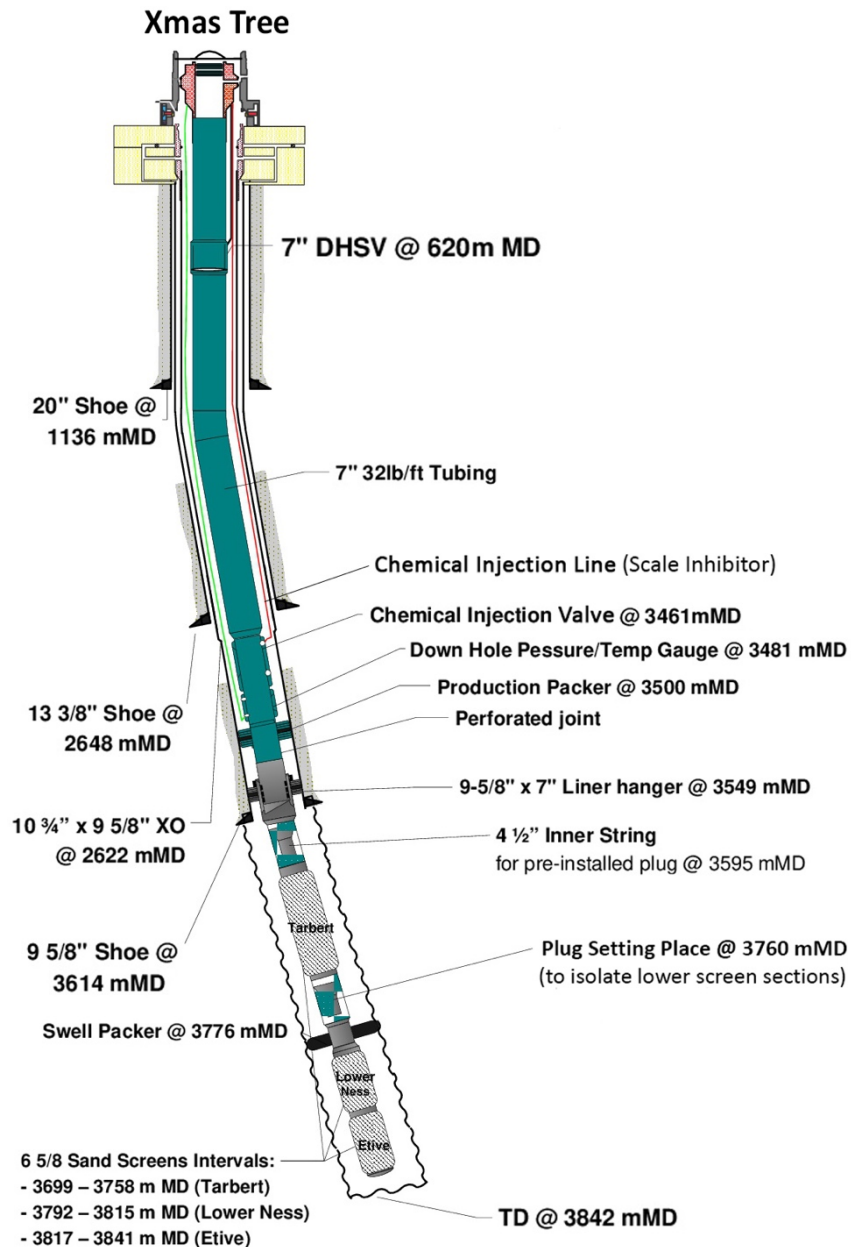 Xmas Tree
7" DHSV @ 620m MD
20" Shoe @
1136 mMD
7" 32lb/ft Tubing
Chemical Injection Line (Scale Inhibitor)
Chemical Injection Valve @ 3461mMD
Down Hole Pessure/Temp Gauge @ 3481 mMD
13 3/8" Shoe @
2648 mMD
Production Packer @ 3500 mMD
Perforated joint
9-5/8" x 7" Liner hanger @ 3549 mMD
10 ¾” x 9 5/8” XO
@ 2622 mMD
4 ½” Inner String
for pre-installed plug @ 3595 mMD
Tarbert
9 5/8" Shoe @
3614 mMD
Plug Setting Place @ 3760 mMD
(to isolate lower screen sections)
Swell Packer @ 3776 mMD
Lower
Ness
Etive
6 5/8 Sand Screens Intervals:
- 3699 – 3758 m MD (Tarbert)
- 3792 – 3815 m MD (Lower Ness)
- 3817 – 3841 m MD (Etive)
TD @ 3842 mMD